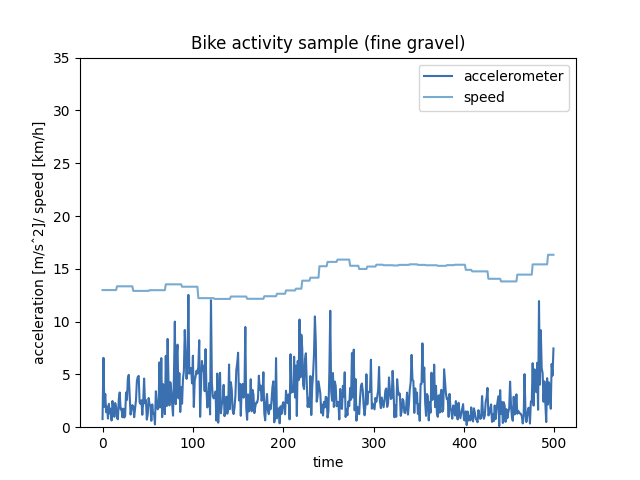 Bike activity sample (fine gravel)
accelerometer
speed
35
30
25
20
15
10
5
0
acceleration [m/sˆ2]/ speed [km/h]
0 100 200 300 400 500
time